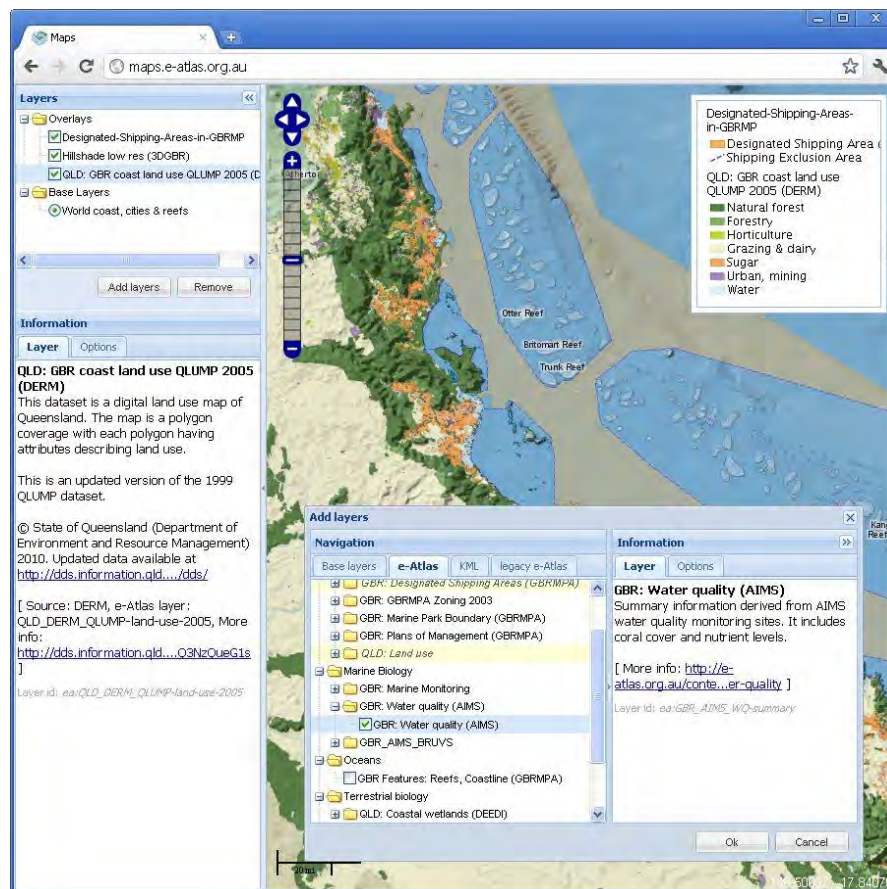 Maps
maps.e-atlas.org.au
Layers
Overlays
Designated-Shipping-Areas-in-GBRMP
Hillshade low res (3DGBR)
QLD: GBR coast land use QLUMP 2005 (D
Base Layers
World coast, cities & reefs
Add layers
Remove
Information
Layer
Options
QLD: GBR coast land use QLUMP 2005
(DERM)
This dataset is a digital land use map of
Queensland. The map is a polygon
coverage with each polygon having
attributes describing land use.
This is an updated version of the 1999
QLUMP dataset.
© State of Queensland (Department of
Environment and Resource Management)
2010. Updated data available at
http://dds.information.qld..../dds/
[ Source: DERM, e-Atlas layer:
QLD_DERM_QLUMP-land-use-2005, More
info:
http://dds.information.qld....Q3NzQueG1s
]
Layer id: ea:QLD_DERM_QLUMP-land-use-2005
Otter Reef
Britomart Reef
Trunk Reef
Reef
20 mi
Designated-Shipping-Areas-
in-GBRMP
Designated Shipping Area
Shipping Exclusion Area
QLD: GBR coast land use
QLUMP 2005 (DERM)
Natural forest
Forestry
Horticulture
Grazing & dairy
Sugar
Urban, mining
Water
Add layers
Navigation
Base layers
e-Atlas
KML
legacy e-Atlas
GBR: Designated Shipping Areas (GBRMPA)
GBR: GBRMPA Zoning 2003
GBR: Marine Park Boundary (GBRMPA)
GBR: Plans of Management (GBRMPA)
QLD: Land use
Marine Biology
GBR: Marine Monitoring
GBR: Water quality (AIMS)
GBR: Water quality (AIMS)
GBR_AIMS_BRUVS
Oceans
GBR Features: Reefs, Coastline (GBRMPA)
Terrestrial biology
QLD: Coastal wetlands (DEEDI)
Information
Layer
Options
GBR: Water quality (AIMS)
Summary information derived from AIMS
water quality monitoring sites. It includes
coral cover and nutrient levels.
[ More info: http://e-
atlas.org.au/conte...er-quality ]
Layer id: ea:GBR_AIMS_WQ-summary
Ok
Cancel